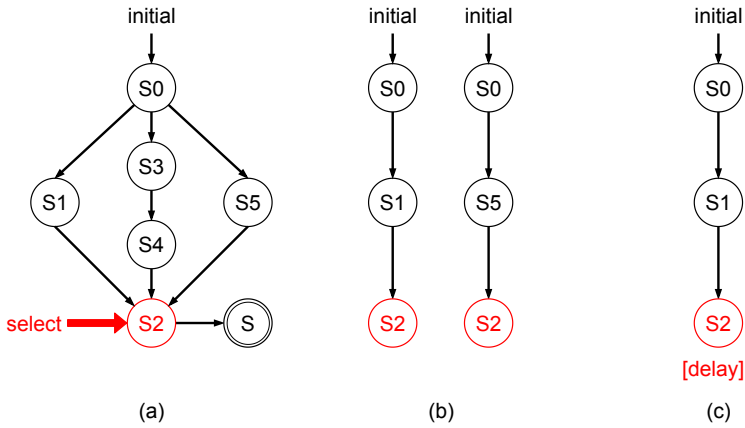 initial
initial
initial
initial
S0
S0
S0
S0
S3
S1
S5
S1
S5
S1
S4
select
S2
S
S2
S2
S2
[delay]
(a)
(b)
(c)